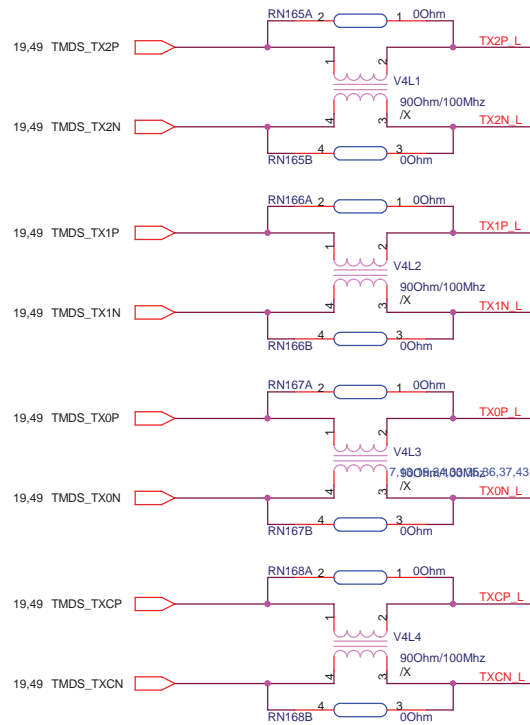 RN165A 2 1 0Ohm
19,49 TMDS_TX2P TX2P_L
1 2
V4L1
90Ohm/100Mhz
/X
4 3
19,49 TMDS_TX2N TX2N_L
RN165B 4 3 0Ohm
RN166A 2 1 0Ohm
19,49 TMDS_TX1P TX1P_L
1 2
V4L2
90Ohm/100Mhz
/X
4 3
19,49 TMDS_TX1N TX1N_L
RN166B 4 3 0Ohm
RN167A 2 1 0Ohm
19,49 TMDS_TX0P TX0P_L
1 2
V4L3
90Ohm/100Mhz
/X
4 3
19,49 TMDS_TX0N TX0N_L
RN167B 4 3 0Ohm
RN168A 2 1 0Ohm
19,49 TMDS_TXCP TXCP_L
1 2
V4L4
90Ohm/100Mhz
/X
4 3
19,49 TMDS_TXCN TXCN_L
RN168B 4 3 0Ohm